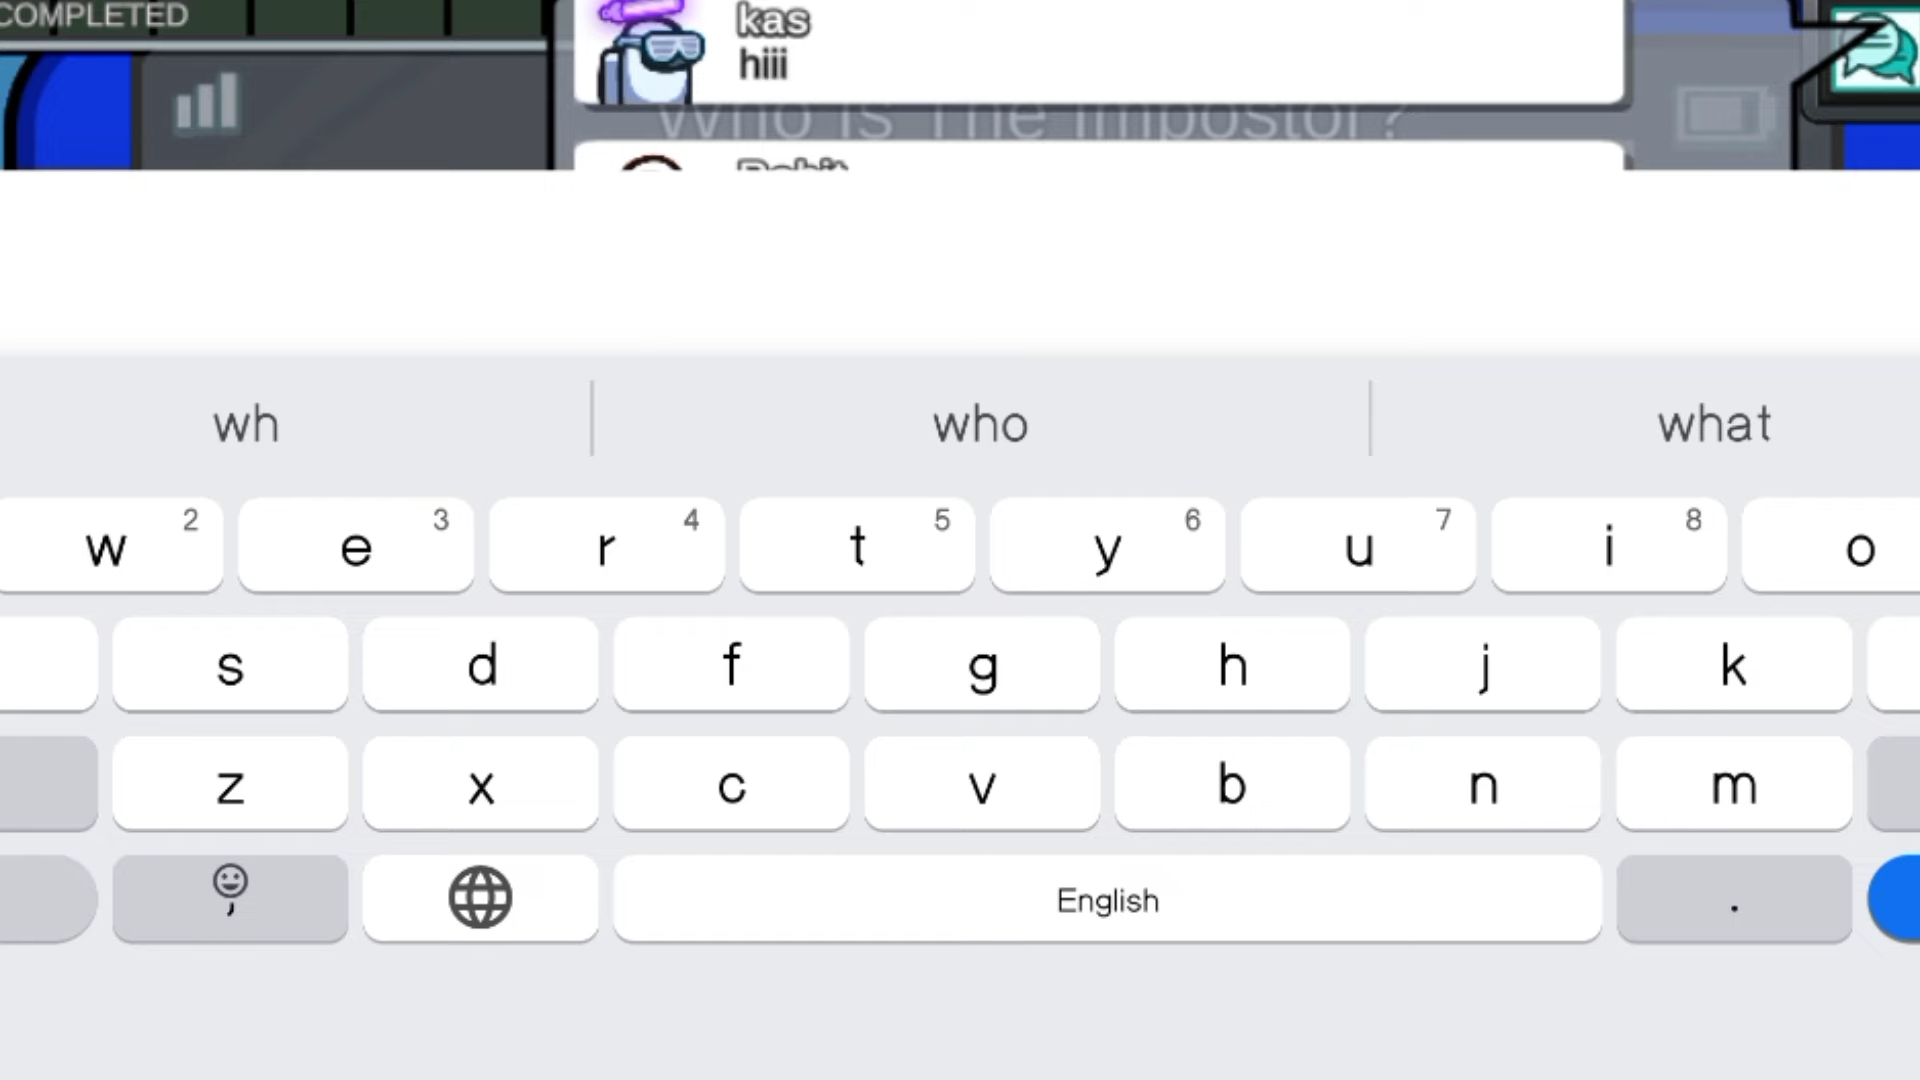 COMPLETED
kas
hiii
Who Is The Impostor?
wh who what
w 2 e 3 r 4 t 5 y 6 u 7 i 8 o
s d f g h j k
z x c v b n m
, English .